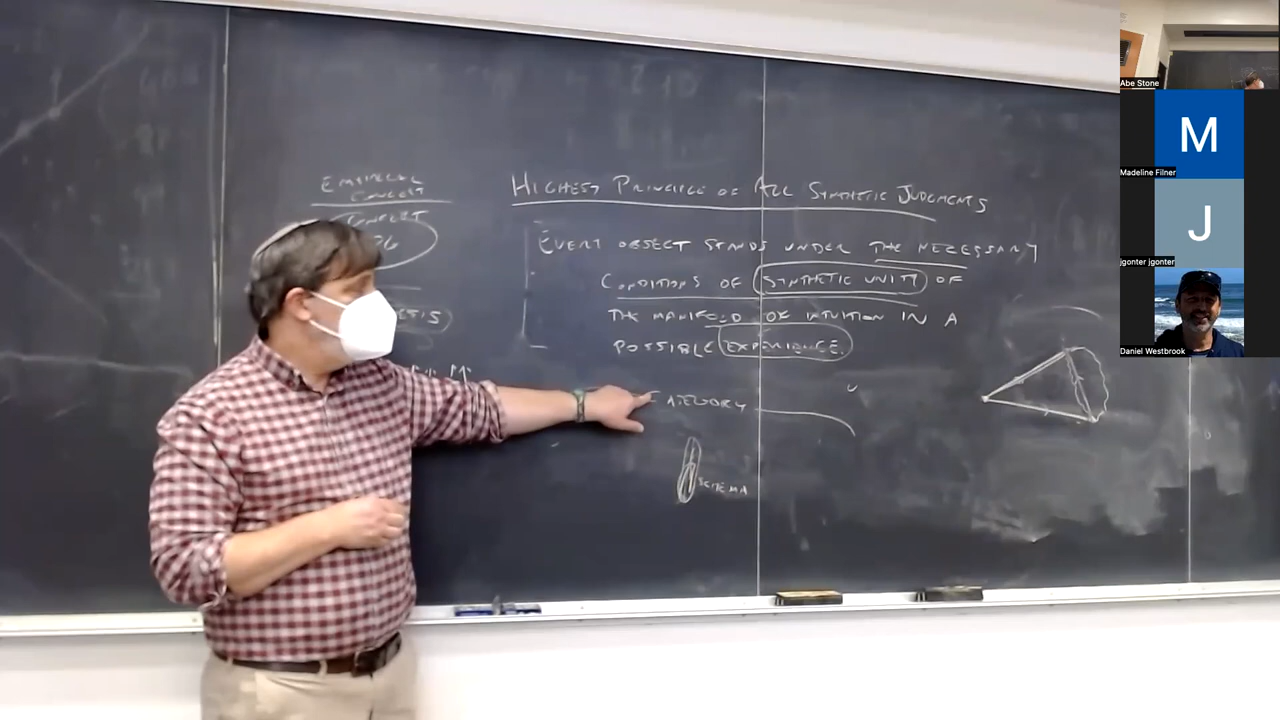 EMPIRICAL
CONCEPT
HIGHEST PRINCIPLE OF ALL SYNTHETIC JUDGMENTS
EVERY OBJECT STANDS UNDER THE NECESSARY
CONDITIONS OF SYNTHETIC UNITY OF
THE MANIFOLD OF INTUITION IN A
POSSIBLE EXPERIENCE.
CATEGORY
SCHEMA
Abe Stone
M
Madeline Filner
J
jgonter jgonter
Daniel Westbrook